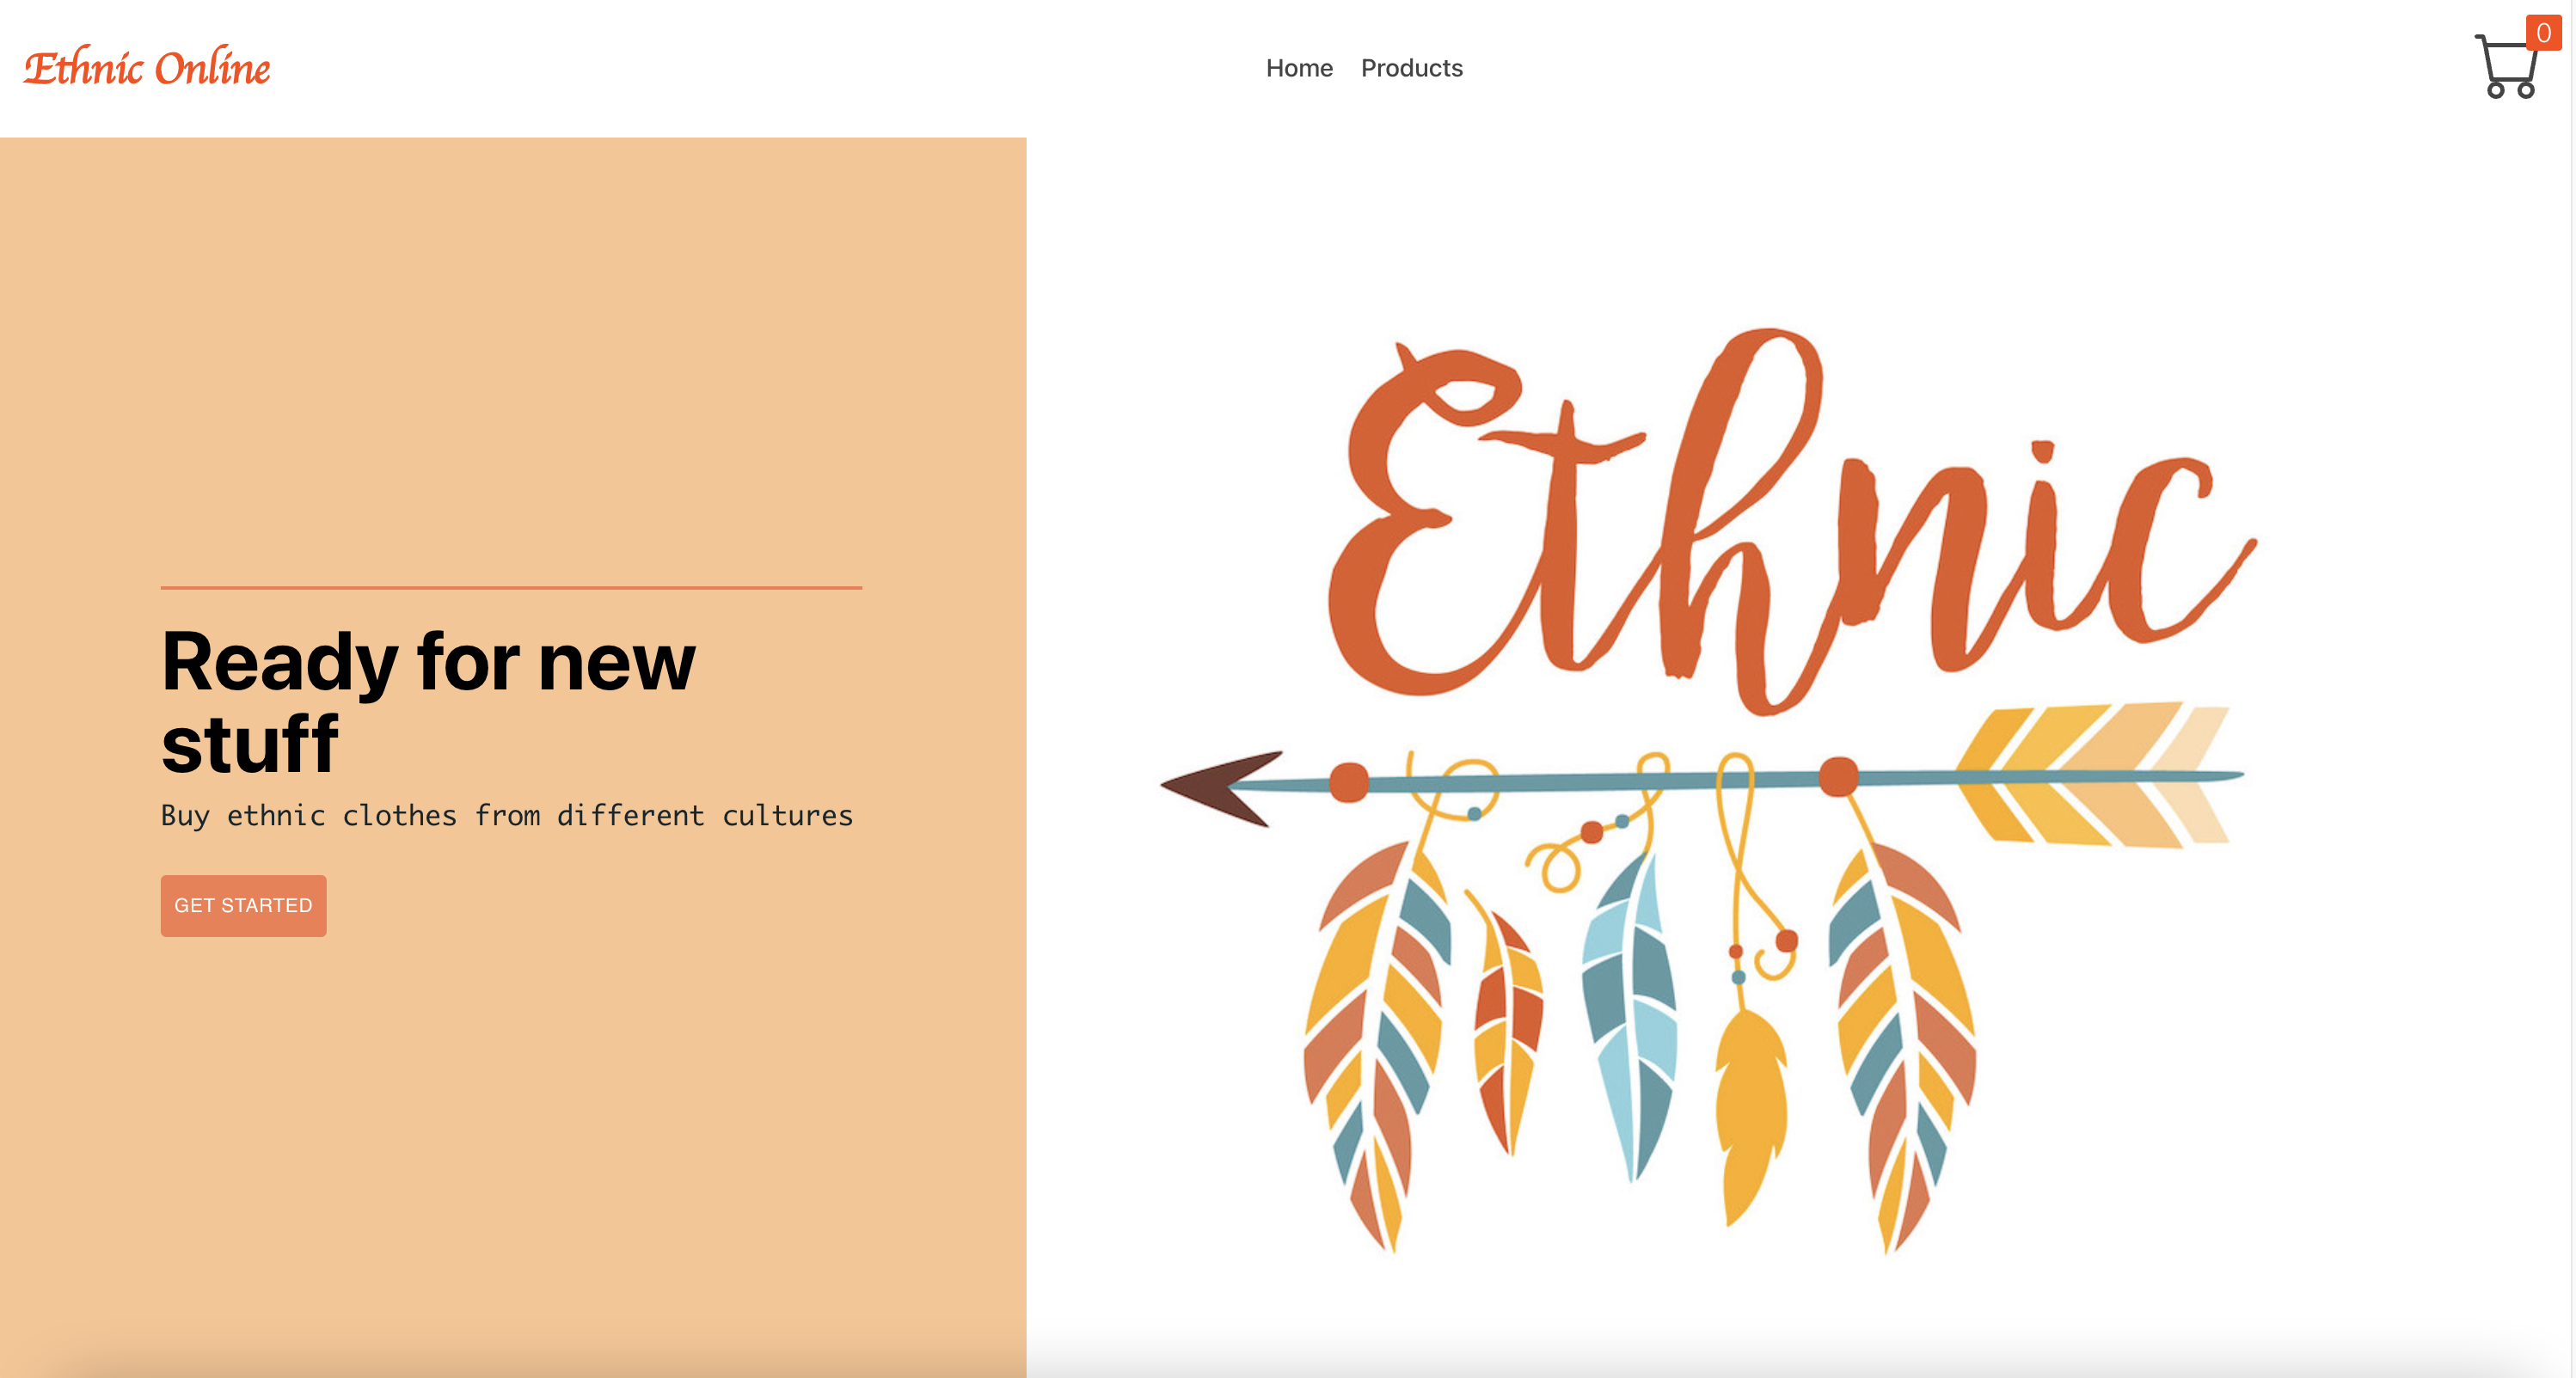 Ethnic Online
Home
Products
0
Ready for new
stuff
Buy ethnic clothes from different cultures
GET STARTED
Ethnic